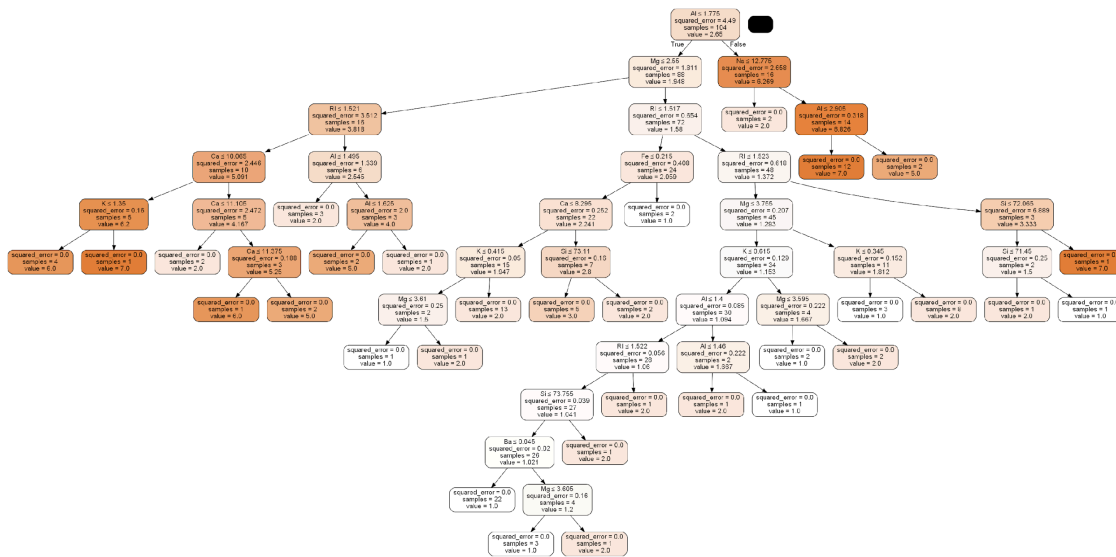 Al ≤ 1.775
squared_error = 4.49
samples = 104
value = 2.65
True
False
Mg ≤ 2.55
squared_error = 1.811
samples = 88
value = 1.948
Na ≤ 12.775
squared_error = 2.658
samples = 16
value = 6.269
RI ≤ 1.521
squared_error = 3.512
samples = 16
value = 3.818
RI ≤ 1.517
squared_error = 0.654
samples = 72
value = 1.58
squared_error = 0.0
samples = 2
value = 2.0
Al ≤ 2.905
squared_error = 0.318
samples = 14
value = 6.826
Ca ≤ 10.065
squared_error = 2.446
samples = 10
value = 5.091
Al ≤ 1.495
squared_error = 1.339
samples = 6
value = 2.545
Fe ≤ 0.215
squared_error = 0.408
samples = 24
value = 2.059
RI ≤ 1.523
squared_error = 0.618
samples = 48
value = 1.372
squared_error = 0.0
samples = 12
value = 7.0
squared_error = 0.0
samples = 2
value = 5.0
K ≤ 1.35
squared_error = 0.16
samples = 5
value = 6.2
Ca ≤ 11.105
squared_error = 2.472
samples = 5
value = 4.167
squared_error = 0.0
samples = 3
value = 2.0
Al ≤ 1.625
squared_error = 2.0
samples = 3
value = 4.0
Ca ≤ 8.295
squared_error = 0.252
samples = 22
value = 2.241
squared_error = 0.0
samples = 2
value = 1.0
Mg ≤ 3.755
squared_error = 0.207
samples = 45
value = 1.293
Si ≤ 72.065
squared_error = 6.889
samples = 3
value = 3.333
squared_error = 0.0
samples = 4
value = 6.0
squared_error = 0.0
samples = 1
value = 7.0
squared_error = 0.0
samples = 2
value = 2.0
Ca ≤ 11.375
squared_error = 0.188
samples = 3
value = 5.25
squared_error = 0.0
samples = 2
value = 5.0
squared_error = 0.0
samples = 1
value = 2.0
K ≤ 0.415
squared_error = 0.05
samples = 15
value = 1.947
Si ≤ 73.11
squared_error = 0.16
samples = 7
value = 2.8
K ≤ 0.615
squared_error = 0.129
samples = 34
value = 1.153
K ≤ 0.345
squared_error = 0.152
samples = 11
value = 1.812
Si ≤ 71.45
squared_error = 0.25
samples = 2
value = 1.5
squared_error = 0.0
samples = 1
value = 7.0
squared_error = 0.0
samples = 1
value = 6.0
squared_error = 0.0
samples = 2
value = 5.0
Mg ≤ 3.61
squared_error = 0.25
samples = 2
value = 1.5
squared_error = 0.0
samples = 13
value = 2.0
squared_error = 0.0
samples = 5
value = 3.0
squared_error = 0.0
samples = 2
value = 2.0
Al ≤ 1.4
squared_error = 0.085
samples = 30
value = 1.094
Mg ≤ 3.595
squared_error = 0.222
samples = 4
value = 1.667
squared_error = 0.0
samples = 3
value = 1.0
squared_error = 0.0
samples = 8
value = 2.0
squared_error = 0.0
samples = 1
value = 2.0
squared_error = 0.0
samples = 1
value = 1.0
squared_error = 0.0
samples = 1
value = 1.0
squared_error = 0.0
samples = 1
value = 2.0
RI ≤ 1.522
squared_error = 0.056
samples = 28
value = 1.06
Al ≤ 1.46
squared_error = 0.222
samples = 2
value = 1.667
squared_error = 0.0
samples = 2
value = 1.0
squared_error = 0.0
samples = 2
value = 2.0
Si ≤ 73.755
squared_error = 0.039
samples = 27
value = 1.041
squared_error = 0.0
samples = 1
value = 2.0
squared_error = 0.0
samples = 1
value = 2.0
squared_error = 0.0
samples = 1
value = 1.0
Ba ≤ 0.045
squared_error = 0.02
samples = 26
value = 1.021
squared_error = 0.0
samples = 1
value = 2.0
squared_error = 0.0
samples = 22
value = 1.0
Mg ≤ 3.605
squared_error = 0.16
samples = 4
value = 1.2
squared_error = 0.0
samples = 3
value = 1.0
squared_error = 0.0
samples = 1
value = 2.0